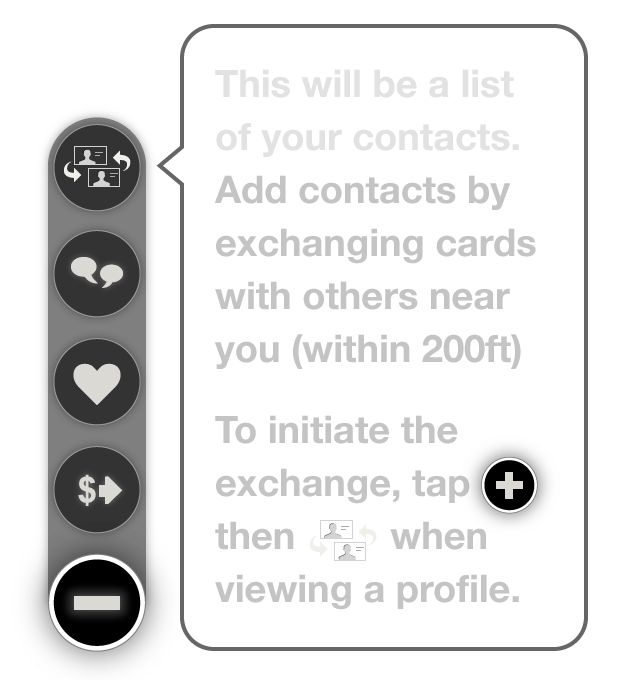 This will be a list
of your contacts.
Add contacts by
exchanging cards
with others near
you (within 200ft)
To initiate the
exchange, tap
then when
viewing a profile.
$